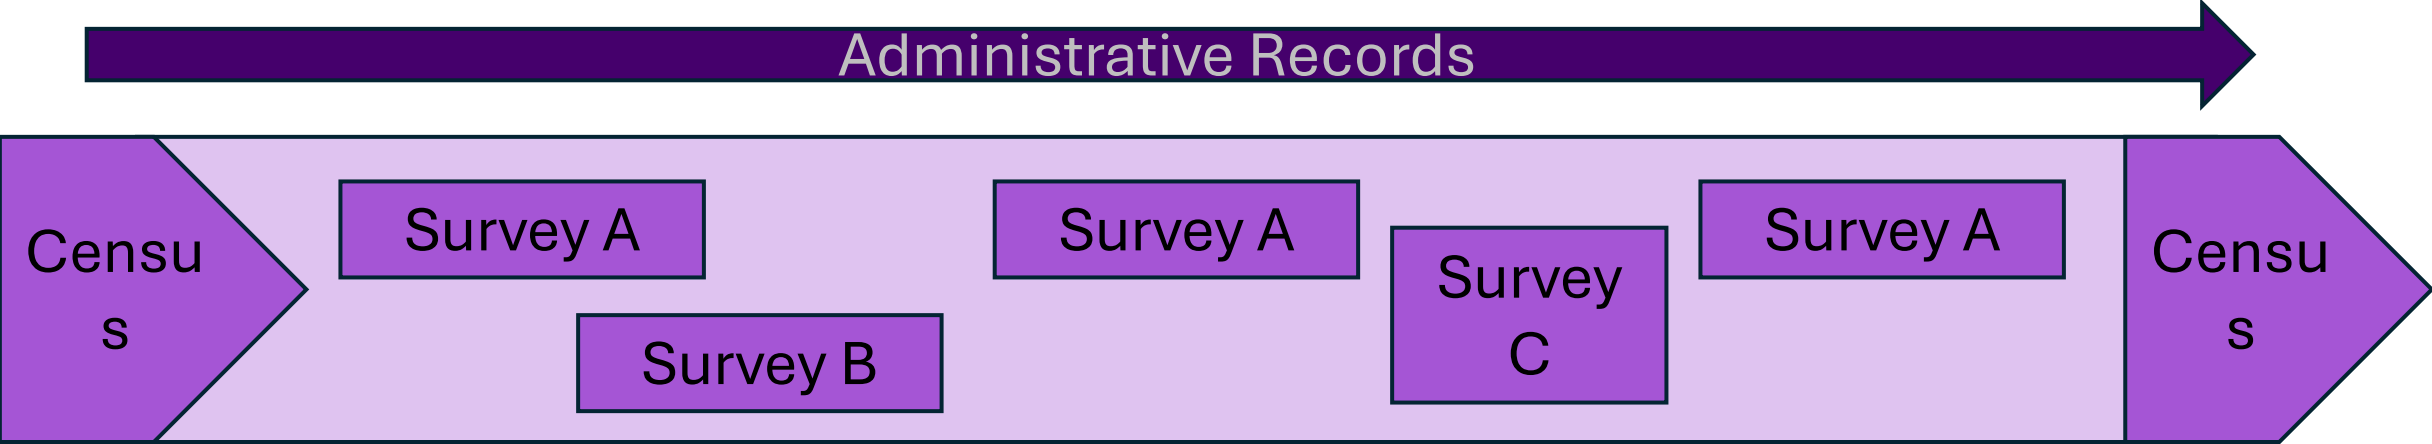 Administrative Records
Censu
s
Survey A
Survey B
Survey A
Survey
C
Survey A
Censu
s